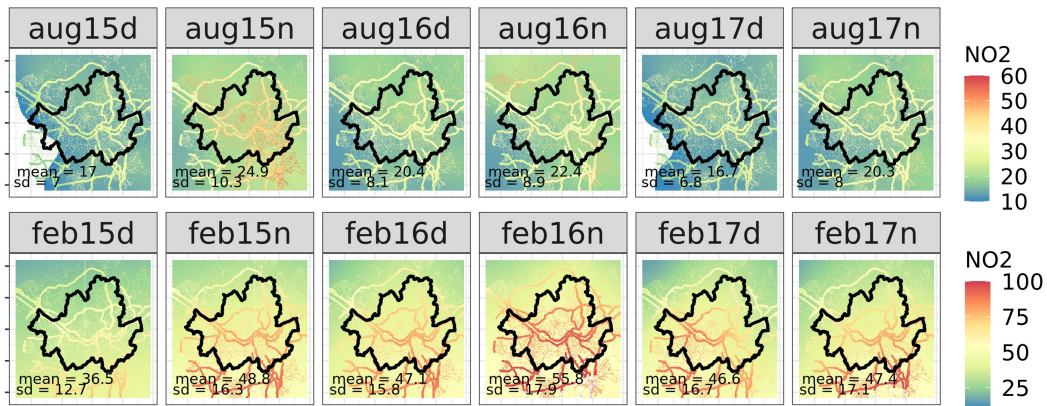 aug15d aug15n aug16d aug16n aug17d aug17n
NO2
60
50
40
30
20
10
mean = 17 mean = 24.9 mean = 20.4 mean = 22.4 mean = 16.7 mean = 20.3
sd = 7 sd = 10.3 sd = 8.1 sd = 8.9 sd = 6.8 sd = 8
feb15d feb15n feb16d feb16n feb17d feb17n
NO2
100
75
50
25
mean = 36.5 mean = 48.8 mean = 47.1 mean = 55.8 mean = 46.6 mean = 47.4
sd = 12.7 sd = 16.3 sd = 15.8 sd = 17.9 sd = 16.7 sd = 17.1